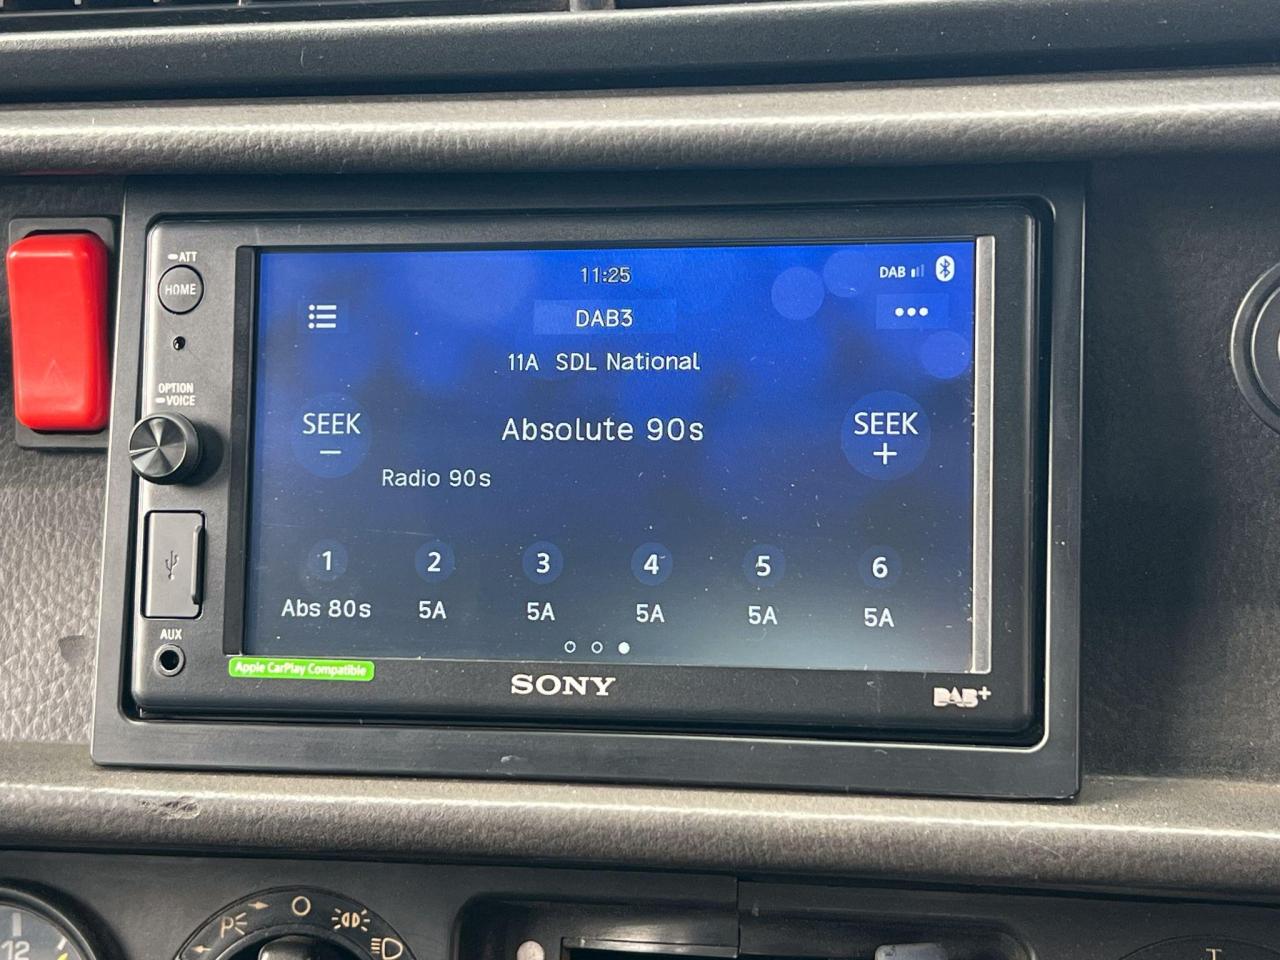 ATT
HOME
OPTION
VOICE
AUX
11:25
DAB
DAB3
11A SDL National
SEEK
−
Absolute 90s
SEEK
+
Radio 90s
1 2 3 4 5 6
Abs 80s 5A 5A 5A 5A 5A
Apple CarPlay Compatible
SONY
DAB+
12
P